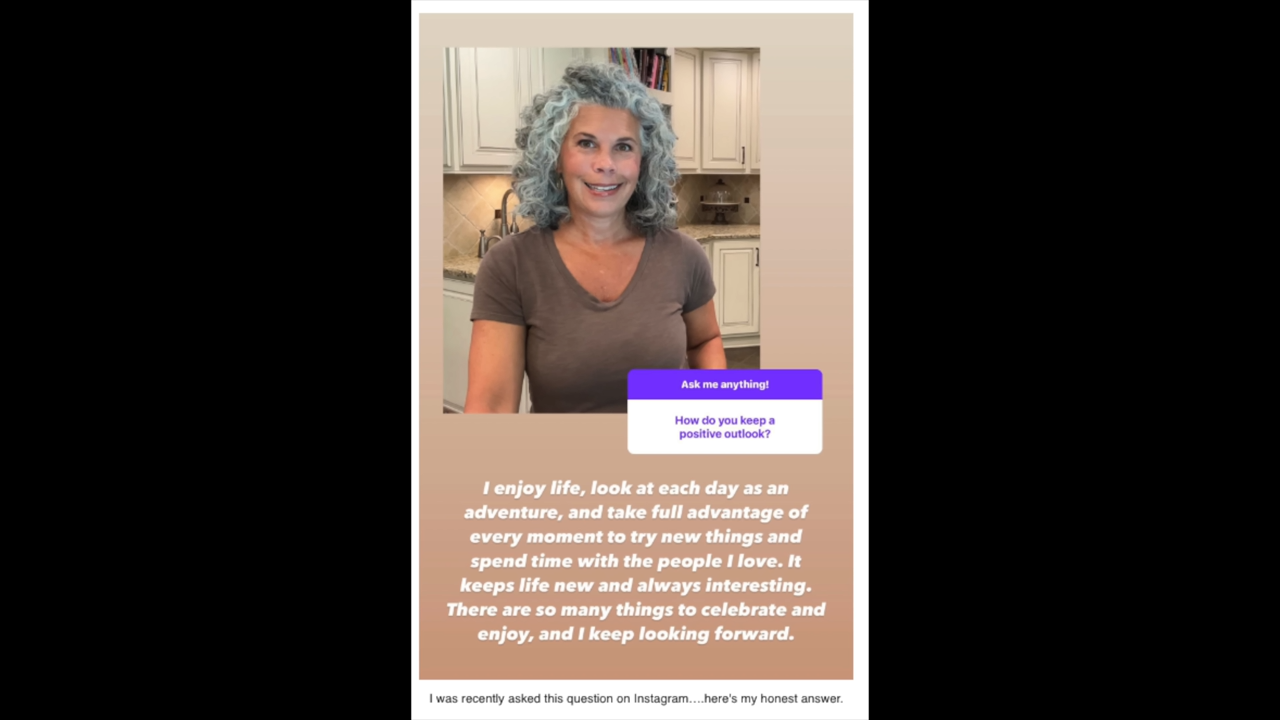 Ask me anything!
How do you keep a
positive outlook?
I enjoy life, look at each day as an
adventure, and take full advantage of
every moment to try new things and
spend time with the people I love. It
keeps life new and always interesting.
There are so many things to celebrate and
enjoy, and I keep looking forward.
I was recently asked this question on Instagram....here's my honest answer.